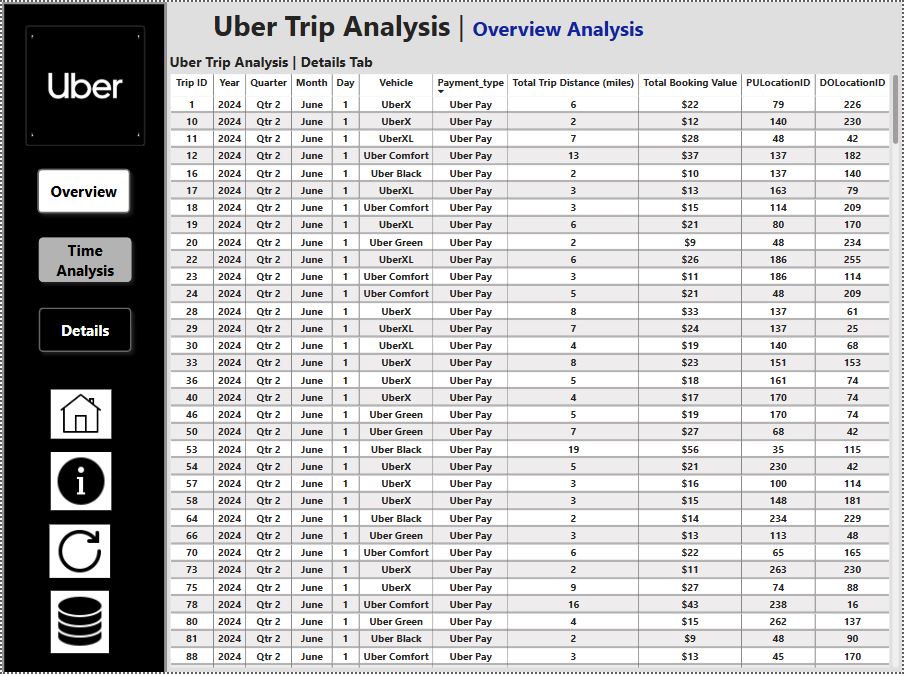 Uber Trip Analysis | Overview Analysis
Uber
Overview
Time
Analysis
Details
Uber Trip Analysis | Details Tab
Trip ID Year Quarter Month Day Vehicle Payment_type Total Trip Distance (miles) Total Booking Value PULocationID DOLocationID
1 2024 Qtr 2 June 1 UberX Uber Pay 6 $22 79 226
10 2024 Qtr 2 June 1 UberX Uber Pay 2 $12 140 230
11 2024 Qtr 2 June 1 UberXL Uber Pay 7 $28 48 42
12 2024 Qtr 2 June 1 Uber Comfort Uber Pay 13 $37 137 182
16 2024 Qtr 2 June 1 Uber Black Uber Pay 2 $10 137 140
17 2024 Qtr 2 June 1 UberXL Uber Pay 3 $13 163 79
18 2024 Qtr 2 June 1 Uber Comfort Uber Pay 3 $15 114 209
19 2024 Qtr 2 June 1 UberXL Uber Pay 6 $21 80 170
20 2024 Qtr 2 June 1 Uber Green Uber Pay 2 $9 48 234
22 2024 Qtr 2 June 1 UberXL Uber Pay 6 $26 186 255
23 2024 Qtr 2 June 1 Uber Comfort Uber Pay 3 $11 186 114
24 2024 Qtr 2 June 1 Uber Comfort Uber Pay 5 $21 48 209
28 2024 Qtr 2 June 1 UberX Uber Pay 8 $33 137 61
29 2024 Qtr 2 June 1 UberXL Uber Pay 7 $24 137 25
30 2024 Qtr 2 June 1 UberXL Uber Pay 4 $19 140 68
33 2024 Qtr 2 June 1 UberX Uber Pay 8 $23 151 153
36 2024 Qtr 2 June 1 UberX Uber Pay 5 $18 161 74
40 2024 Qtr 2 June 1 UberX Uber Pay 4 $17 170 74
46 2024 Qtr 2 June 1 Uber Green Uber Pay 5 $19 170 74
50 2024 Qtr 2 June 1 Uber Green Uber Pay 7 $27 68 42
53 2024 Qtr 2 June 1 Uber Black Uber Pay 19 $56 35 115
54 2024 Qtr 2 June 1 UberX Uber Pay 5 $21 230 42
57 2024 Qtr 2 June 1 UberX Uber Pay 3 $16 100 114
58 2024 Qtr 2 June 1 UberX Uber Pay 3 $15 148 181
64 2024 Qtr 2 June 1 Uber Black Uber Pay 2 $14 234 229
66 2024 Qtr 2 June 1 Uber Green Uber Pay 3 $13 113 48
70 2024 Qtr 2 June 1 Uber Comfort Uber Pay 6 $22 65 165
73 2024 Qtr 2 June 1 UberX Uber Pay 2 $11 263 230
75 2024 Qtr 2 June 1 UberX Uber Pay 9 $27 74 88
78 2024 Qtr 2 June 1 Uber Comfort Uber Pay 16 $43 238 16
80 2024 Qtr 2 June 1 Uber Green Uber Pay 4 $15 262 137
81 2024 Qtr 2 June 1 Uber Black Uber Pay 2 $9 48 90
88 2024 Qtr 2 June 1 Uber Comfort Uber Pay 3 $13 45 170